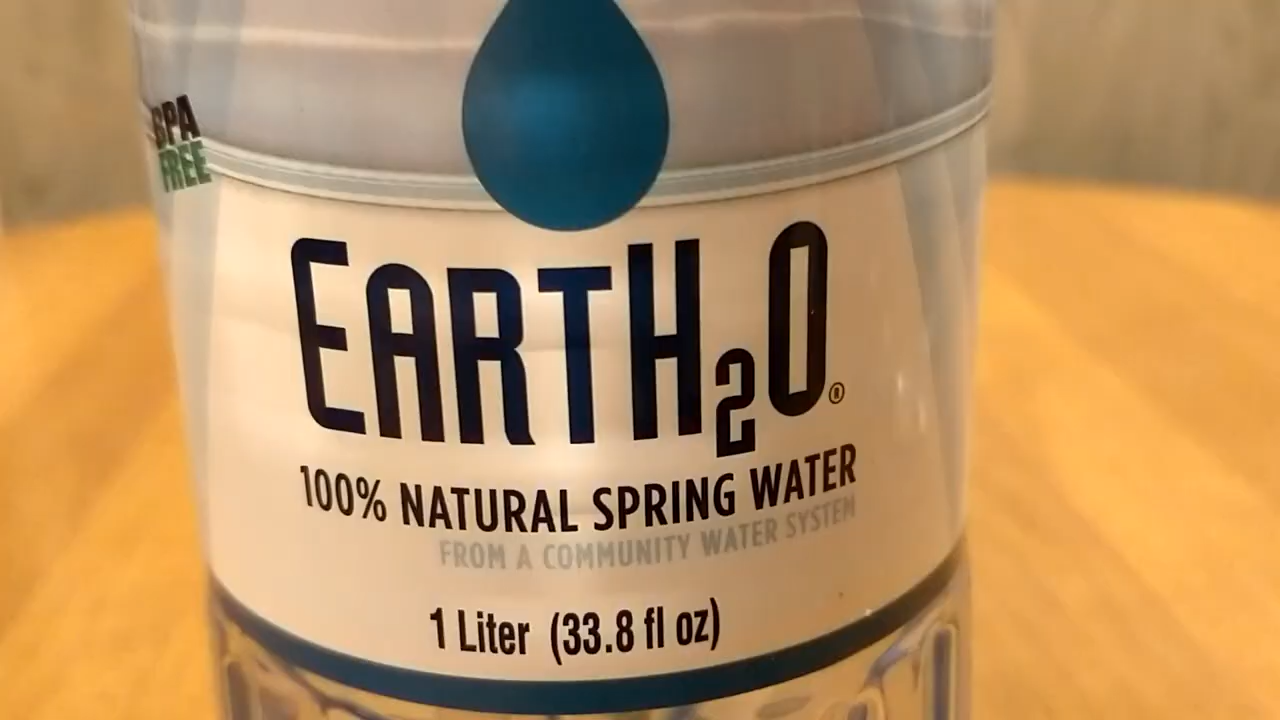 BPA
FREE
EARTH2O®
100% NATURAL SPRING WATER
FROM A COMMUNITY WATER SYSTEM
1 Liter (33.8 fl oz)